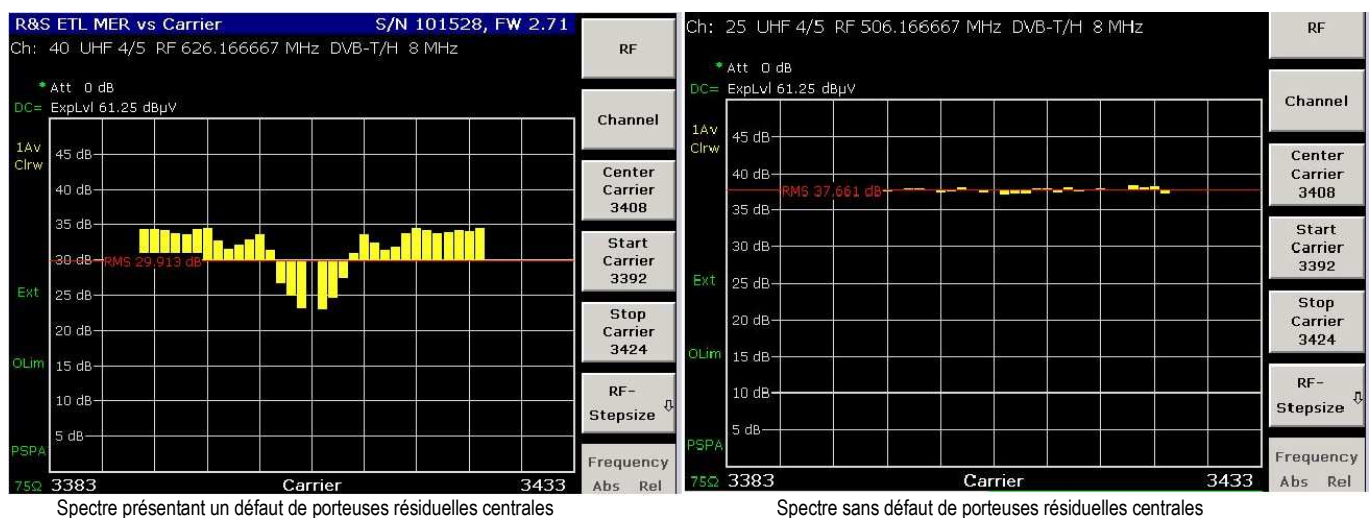 R&S ETL MER vs Carrier S/N 101528, FW 2.71
Ch: 40 UHF 4/5 RF 626.166667 MHz DVB-T/H 8 MHz
* Att 0 dB
DC= ExpLvl 61.25 dBµV
1Av
Clrw
45 dB
40 dB
35 dB
30 dB
RMS 29.913 dB
Ext
25 dB
20 dB
OLim
15 dB
10 dB
5 dB
PSPA
75Ω 3383 Carrier 3433
RF
Channel
Center
Carrier
3408
Start
Carrier
3392
Stop
Carrier
3424
RF-
Stepsize
Frequency
Abs Rel
Spectre présentant un défaut de porteuses résiduelles centrales
Ch: 25 UHF 4/5 RF 506.166667 MHz DVB-T/H 8 MHz
* Att 0 dB
DC= ExpLvl 61.25 dBµV
1Av
Clrw
45 dB
40 dB
RMS 37.661 dB
35 dB
30 dB
Ext
25 dB
20 dB
OLim
15 dB
10 dB
5 dB
PSPA
75Ω 3383 Carrier 3433
RF
Channel
Center
Carrier
3408
Start
Carrier
3392
Stop
Carrier
3424
RF-
Stepsize
Frequency
Abs Rel
Spectre sans défaut de porteuses résiduelles centrales